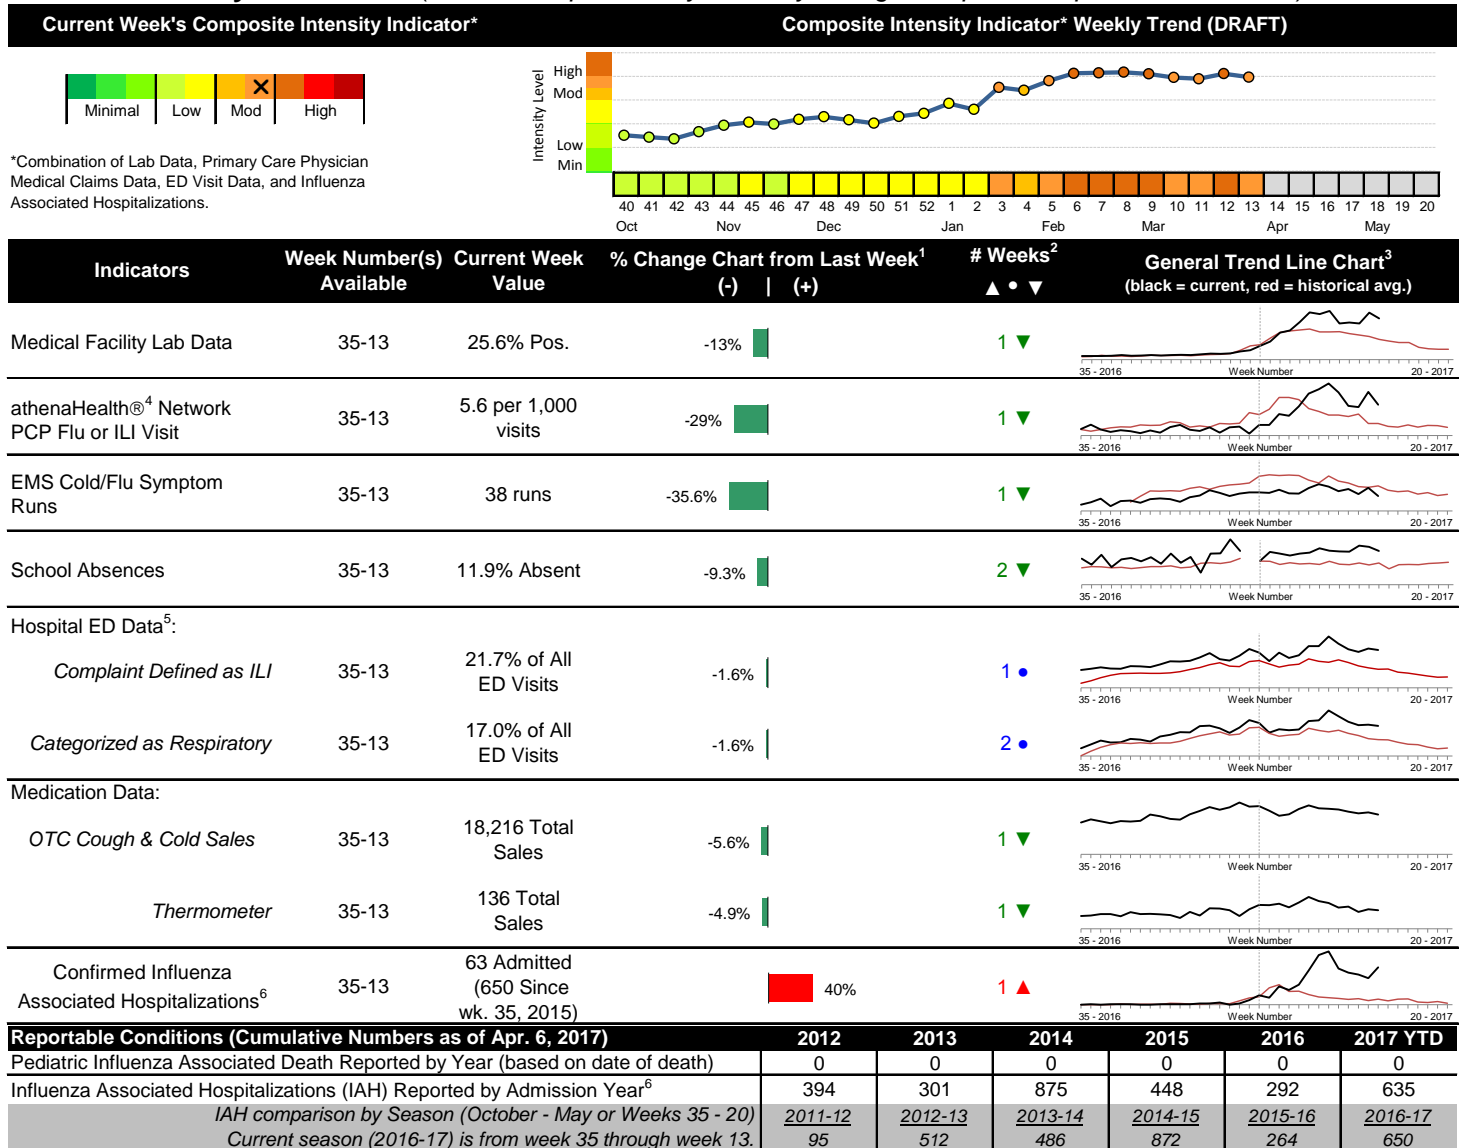 Current Week's Composite Intensity Indicator*
Composite Intensity Indicator* Weekly Trend (DRAFT)
Minimal Low Mod High
*Combination of Lab Data, Primary Care Physician
Medical Claims Data, ED Visit Data, and Influenza
Associated Hospitalizations.
Intensity Level
High
Mod
Low
Min
40 41 42 43 44 45 46 47 48 49 50 51 52 1 2 3 4 5 6 7 8 9 10 11 12 13 14 15 16 17 18 19 20
Oct Nov Dec Jan Feb Mar Apr May
Indicators
Week Number(s)
Available
Current Week
Value
% Change Chart from Last Week1
(-) | (+)
# Weeks2
▲ ● ▼
General Trend Line Chart3
(black = current, red = historical avg.)
Medical Facility Lab Data
35-13
25.6% Pos.
-13%
1 ▼
35 - 2016 Week Number 20 - 2017
athenaHealth®4 Network
PCP Flu or ILI Visit
35-13
5.6 per 1,000
visits
-29%
1 ▼
35 - 2016 Week Number 20 - 2017
EMS Cold/Flu Symptom
Runs
35-13
38 runs
-35.6%
1 ▼
35 - 2016 Week Number 20 - 2017
School Absences
35-13
11.9% Absent
-9.3%
2 ▼
35 - 2016 Week Number 20 - 2017
Hospital ED Data5:
Complaint Defined as ILI
35-13
21.7% of All
ED Visits
-1.6%
1 ●
35 - 2016 Week Number 20 - 2017
Categorized as Respiratory
35-13
17.0% of All
ED Visits
-1.6%
2 ●
35 - 2016 Week Number 20 - 2017
Medication Data:
OTC Cough & Cold Sales
35-13
18,216 Total
Sales
-5.6%
1 ▼
35 - 2016 Week Number 20 - 2017
Thermometer
35-13
136 Total
Sales
-4.9%
1 ▼
35 - 2016 Week Number 20 - 2017
Confirmed Influenza
Associated Hospitalizations6
35-13
63 Admitted
(650 Since
wk. 35, 2015)
40%
1 ▲
35 - 2016 Week Number 20 - 2017
Reportable Conditions (Cumulative Numbers as of Apr. 6, 2017) 2012 2013 2014 2015 2016 2017 YTD
Pediatric Influenza Associated Death Reported by Year (based on date of death) 0 0 0 0 0 0
Influenza Associated Hospitalizations (IAH) Reported by Admission Year6 394 301 875 448 292 635
IAH comparison by Season (October - May or Weeks 35 - 20) 2011-12 2012-13 2013-14 2014-15 2015-16 2016-17
Current season (2016-17) is from week 35 through week 13. 95 512 486 872 264 650